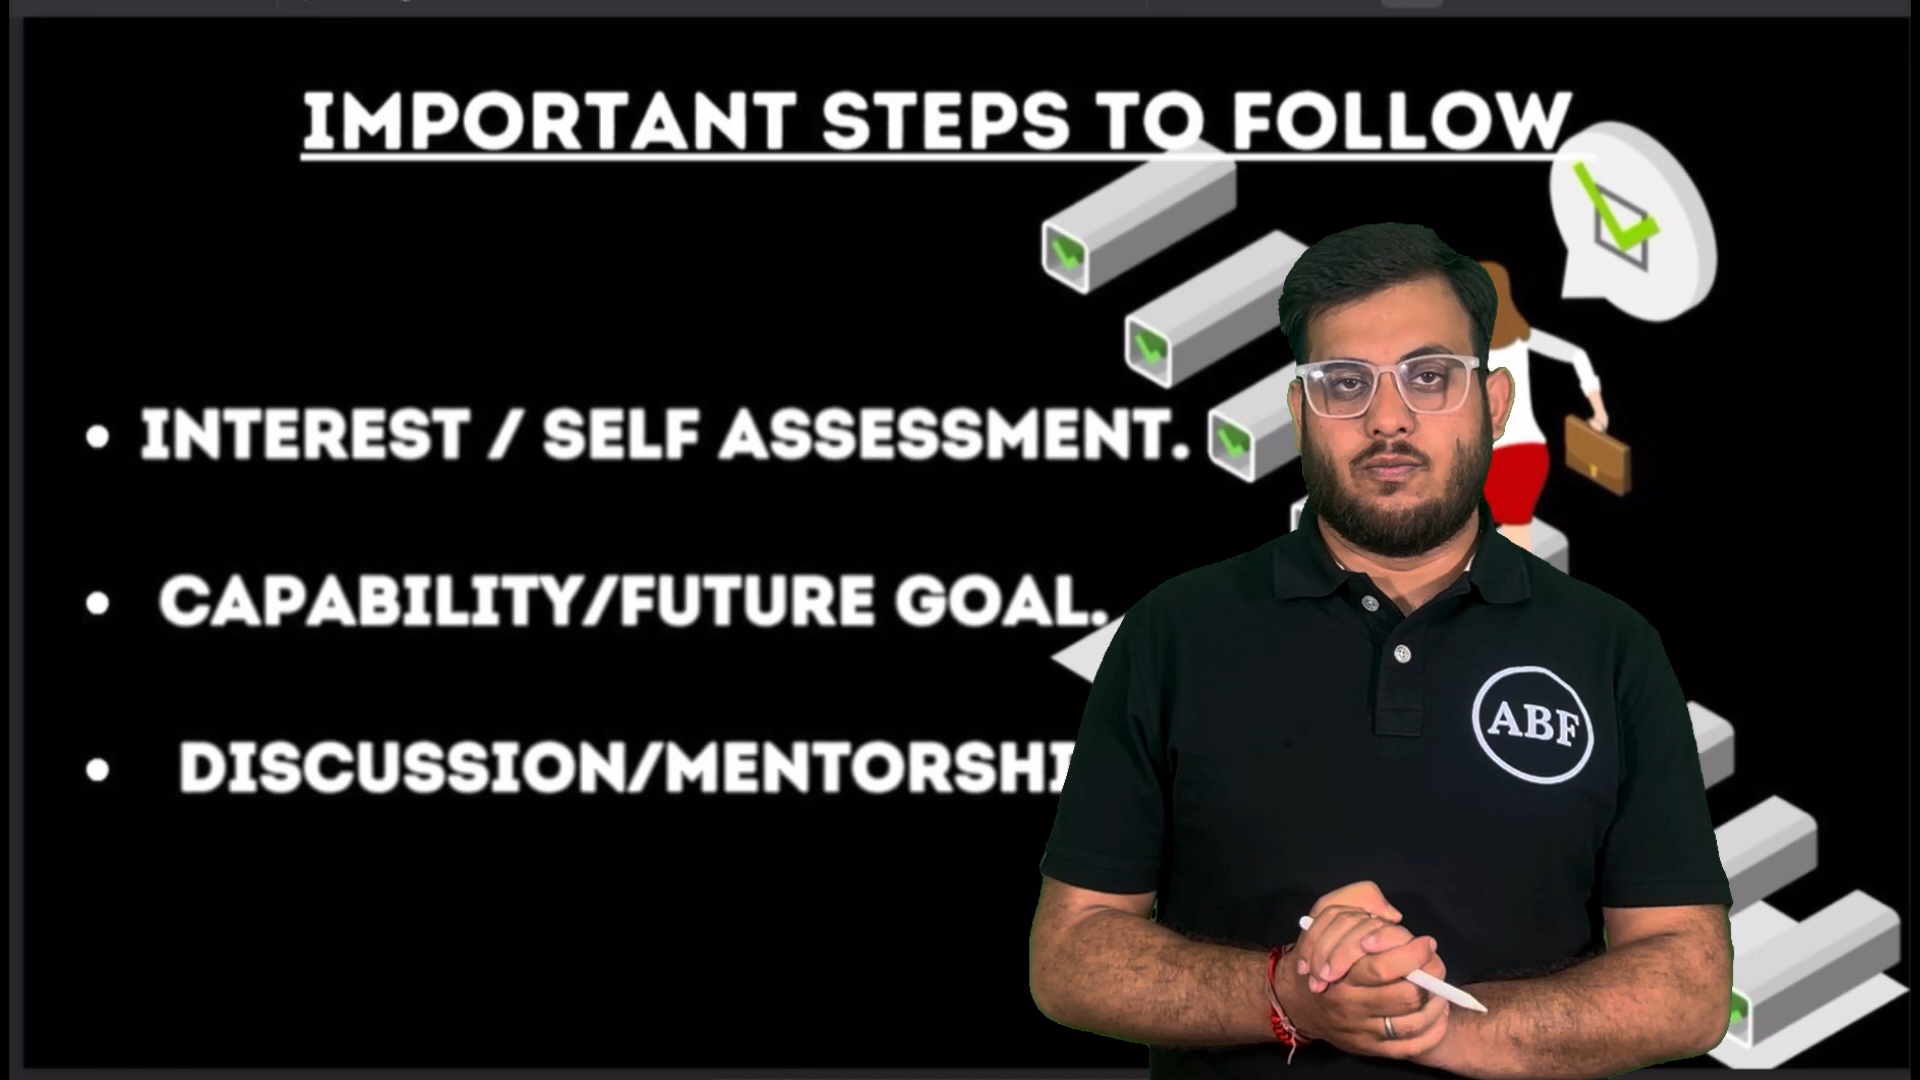 IMPORTANT STEPS TO FOLLOW
• INTEREST / SELF ASSESSMENT.
• CAPABILITY/FUTURE GOAL.
• DISCUSSION/MENTORSHI
ABF